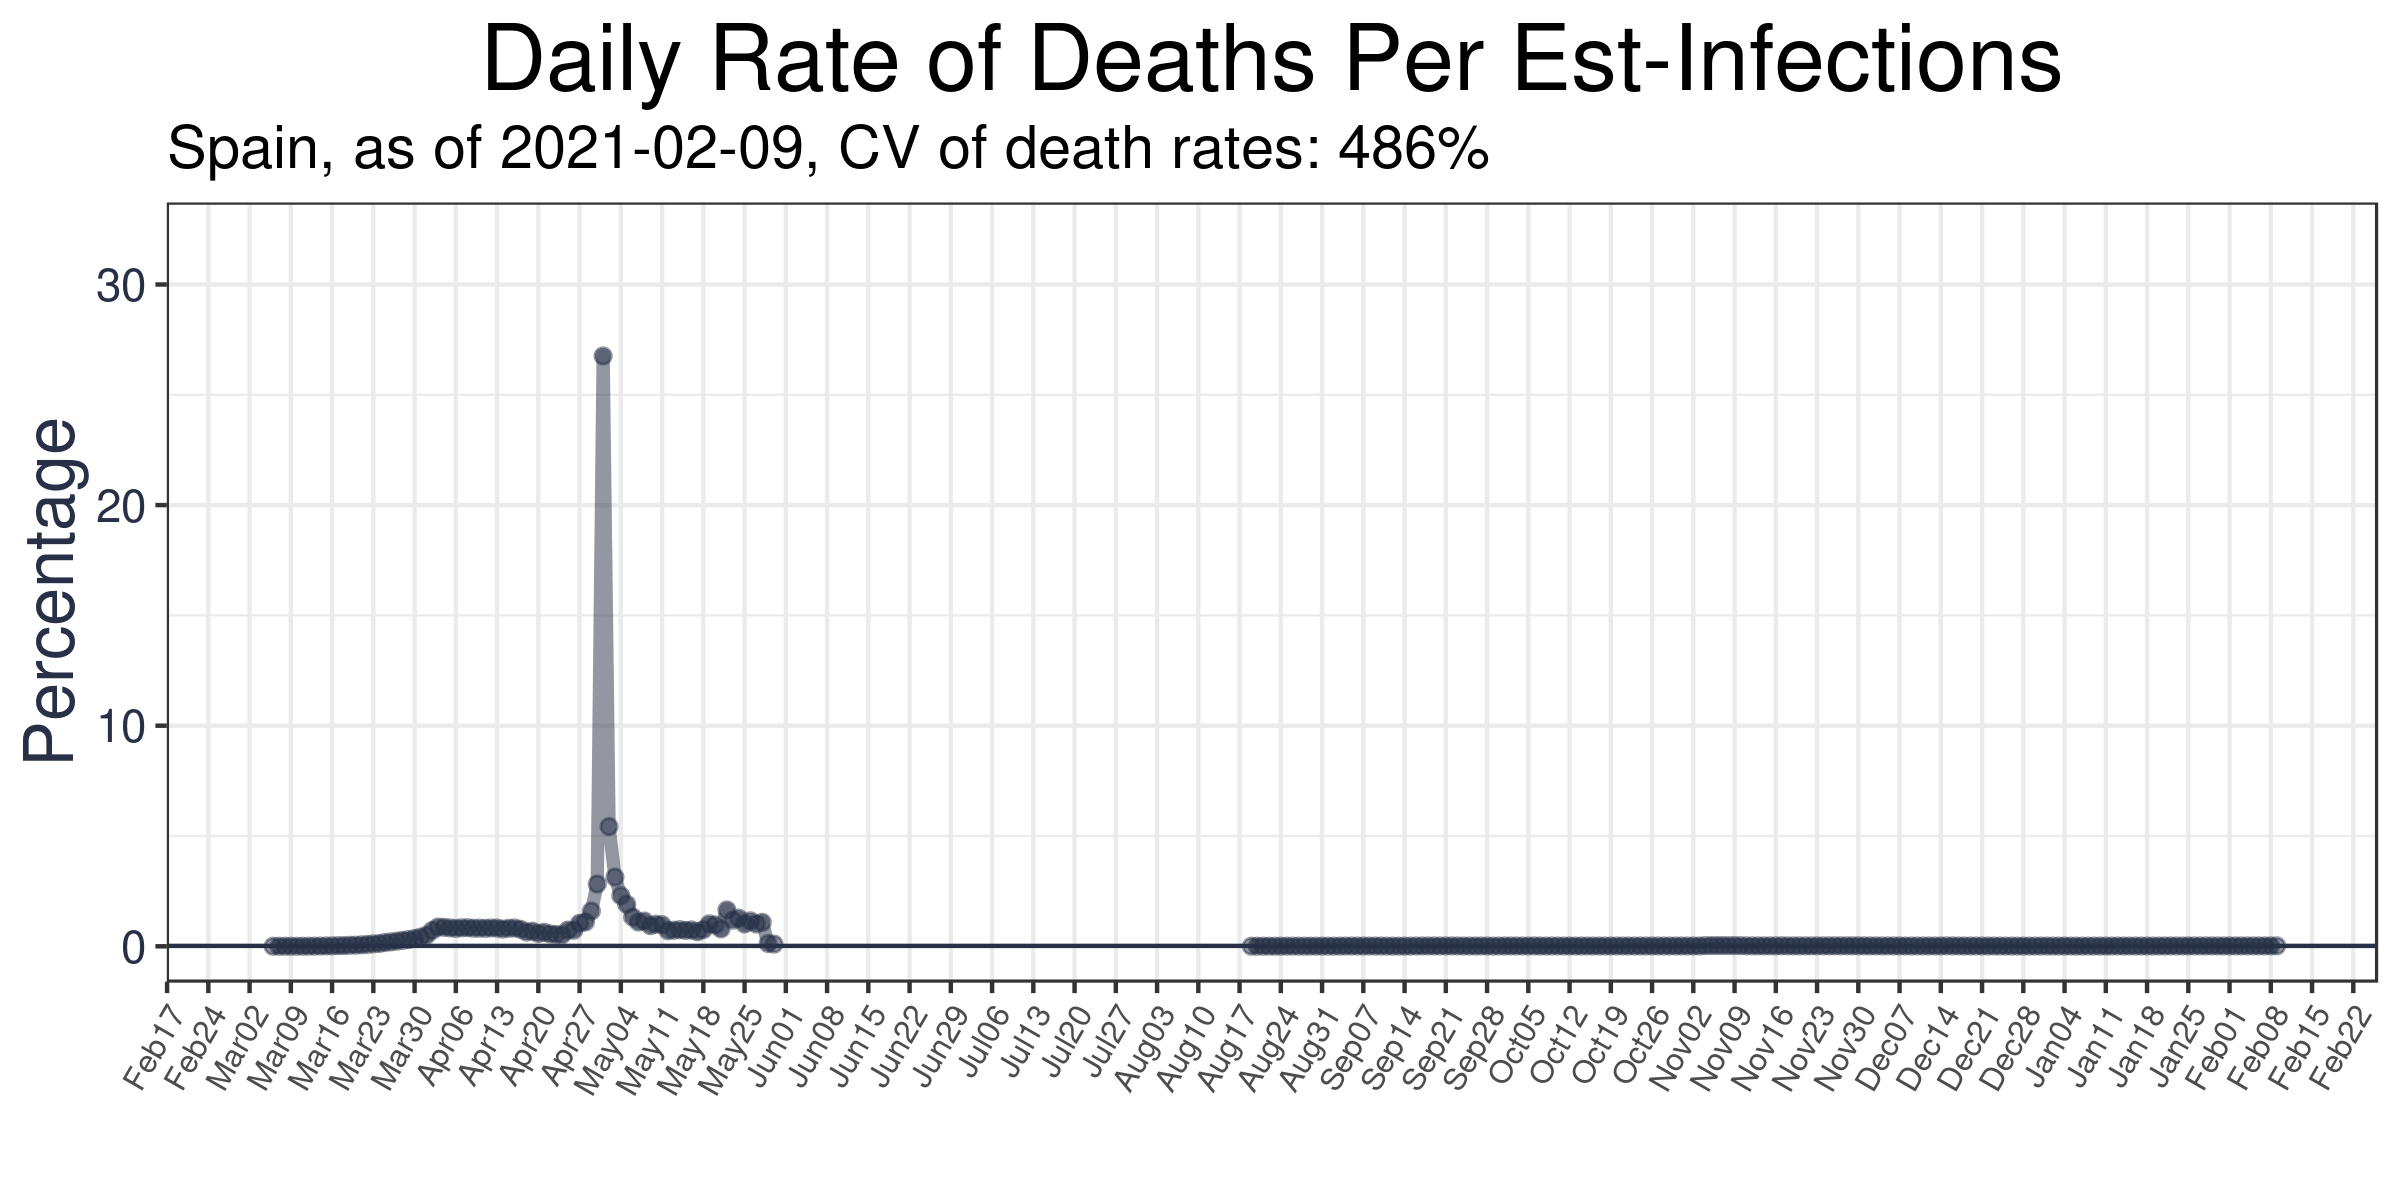 Daily Rate of Deaths Per Est-Infections
Spain, as of 2021-02-09, CV of death rates: 486%
Percentage
30
20
10
0
Feb17
Feb24
Mar02
Mar09
Mar16
Mar23
Mar30
Apr06
Apr13
Apr20
Apr27
May04
May11
May18
May25
Jun01
Jun08
Jun15
Jun22
Jun29
Jul06
Jul13
Jul20
Jul27
Aug03
Aug10
Aug17
Aug24
Aug31
Sep07
Sep14
Sep21
Sep28
Oct05
Oct12
Oct19
Oct26
Nov02
Nov09
Nov16
Nov23
Nov30
Dec07
Dec14
Dec21
Dec28
Jan04
Jan11
Jan18
Jan25
Feb01
Feb08
Feb15
Feb22